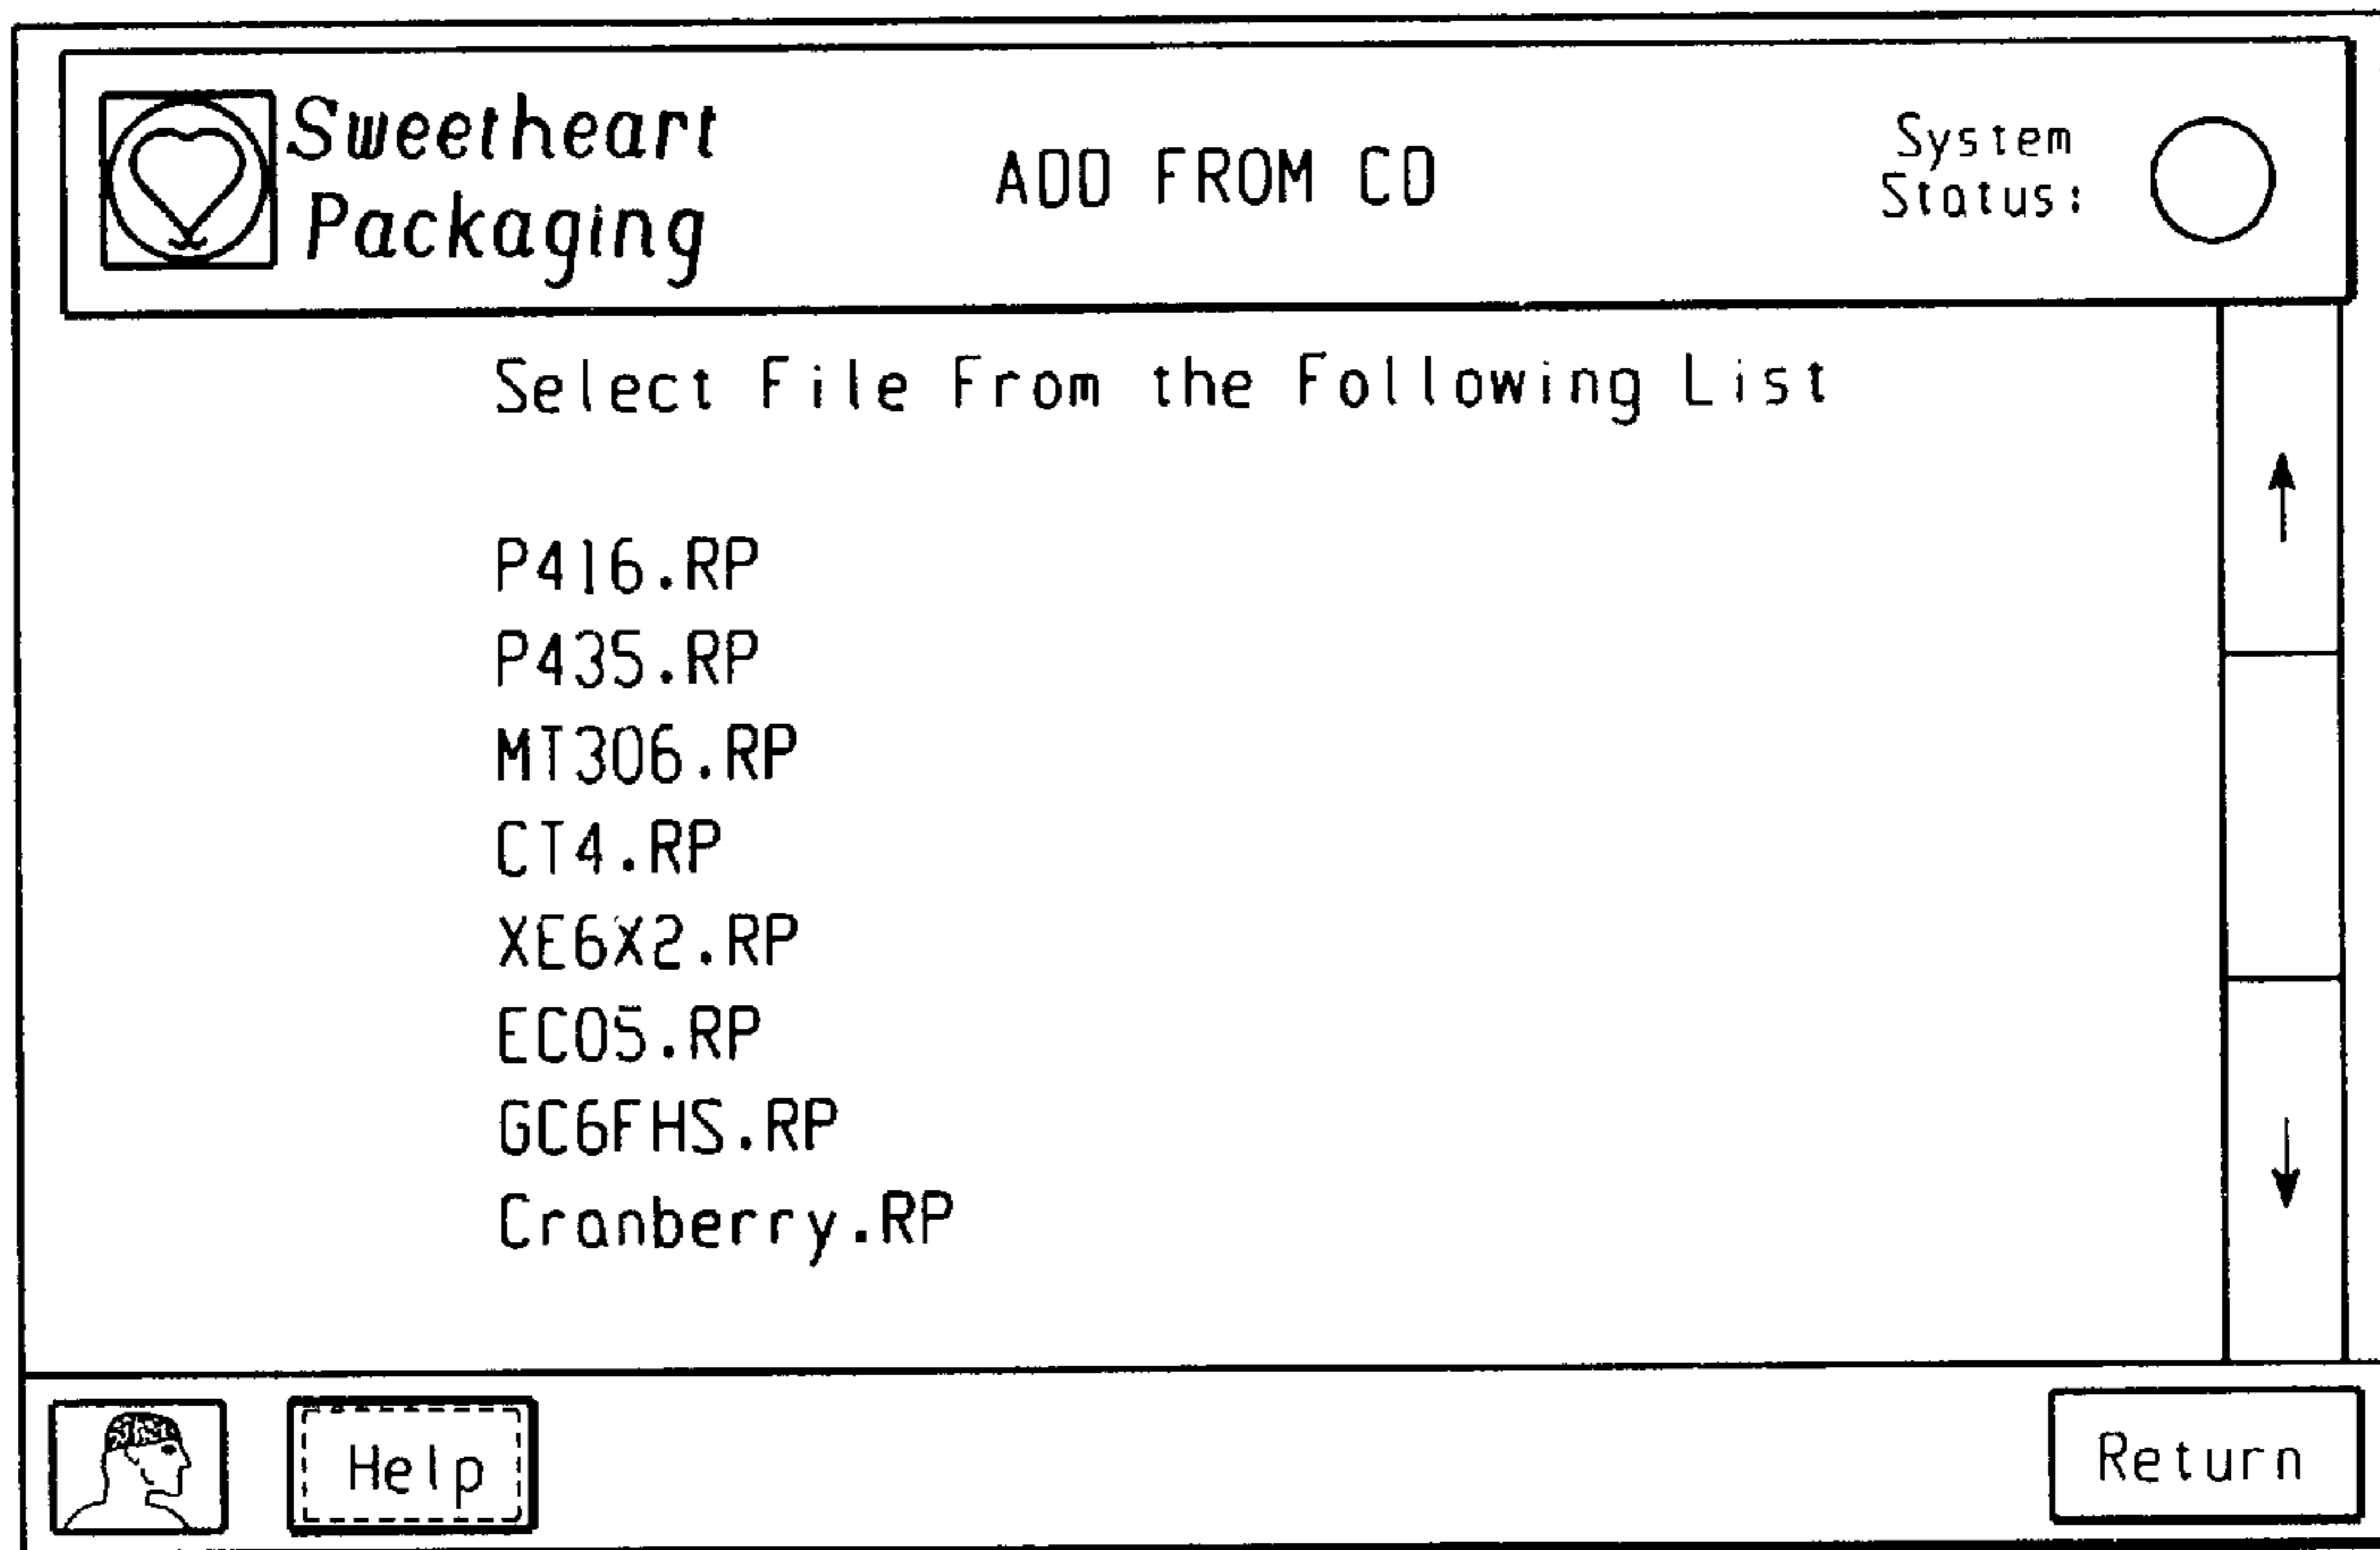 Sweetheart
Packaging
ADD FROM CD
System
Status:
Select File From the Following List
P416.RP
P435.RP
MT306.RP
CT4.RP
XE6X2.RP
ECO5.RP
GC6FHS.RP
Cranberry.RP
Help
Return